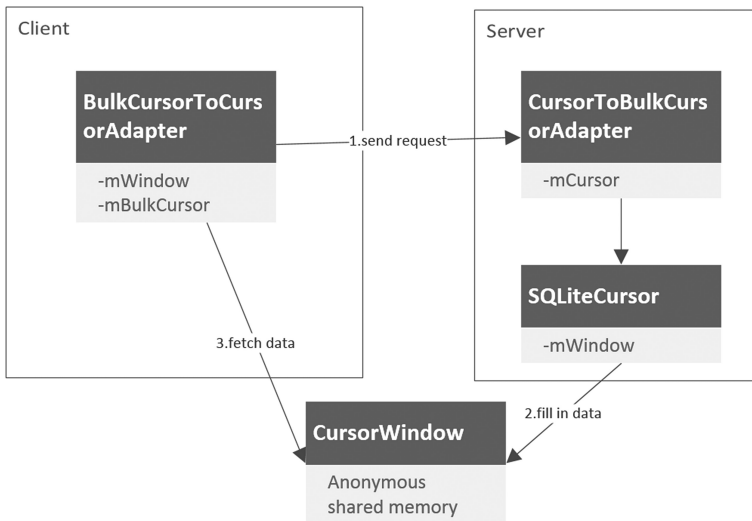 Client
Server
BulkCursorToCurs
orAdapter
-mWindow
-mBulkCursor
1.send request
CursorToBulkCurs
orAdapter
-mCursor
SQLiteCursor
-mWindow
3.fetch data
2.fill in data
CursorWindow
Anonymous
shared memory